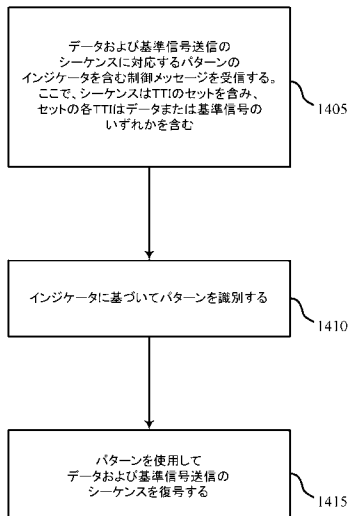 データおよび基準信号送信の
シーケンスに対応するパターンの
インジケータを含む制御メッセージを受信する。
ここで、シーケンスはTTIのセットを含み、
セットの各TTIはデータまたは基準信号の
いずれかを含む
1405
インジケータに基づいてパターンを識別する
1410
パターンを使用して
データおよび基準信号送信の
シーケンスを復号する
1415